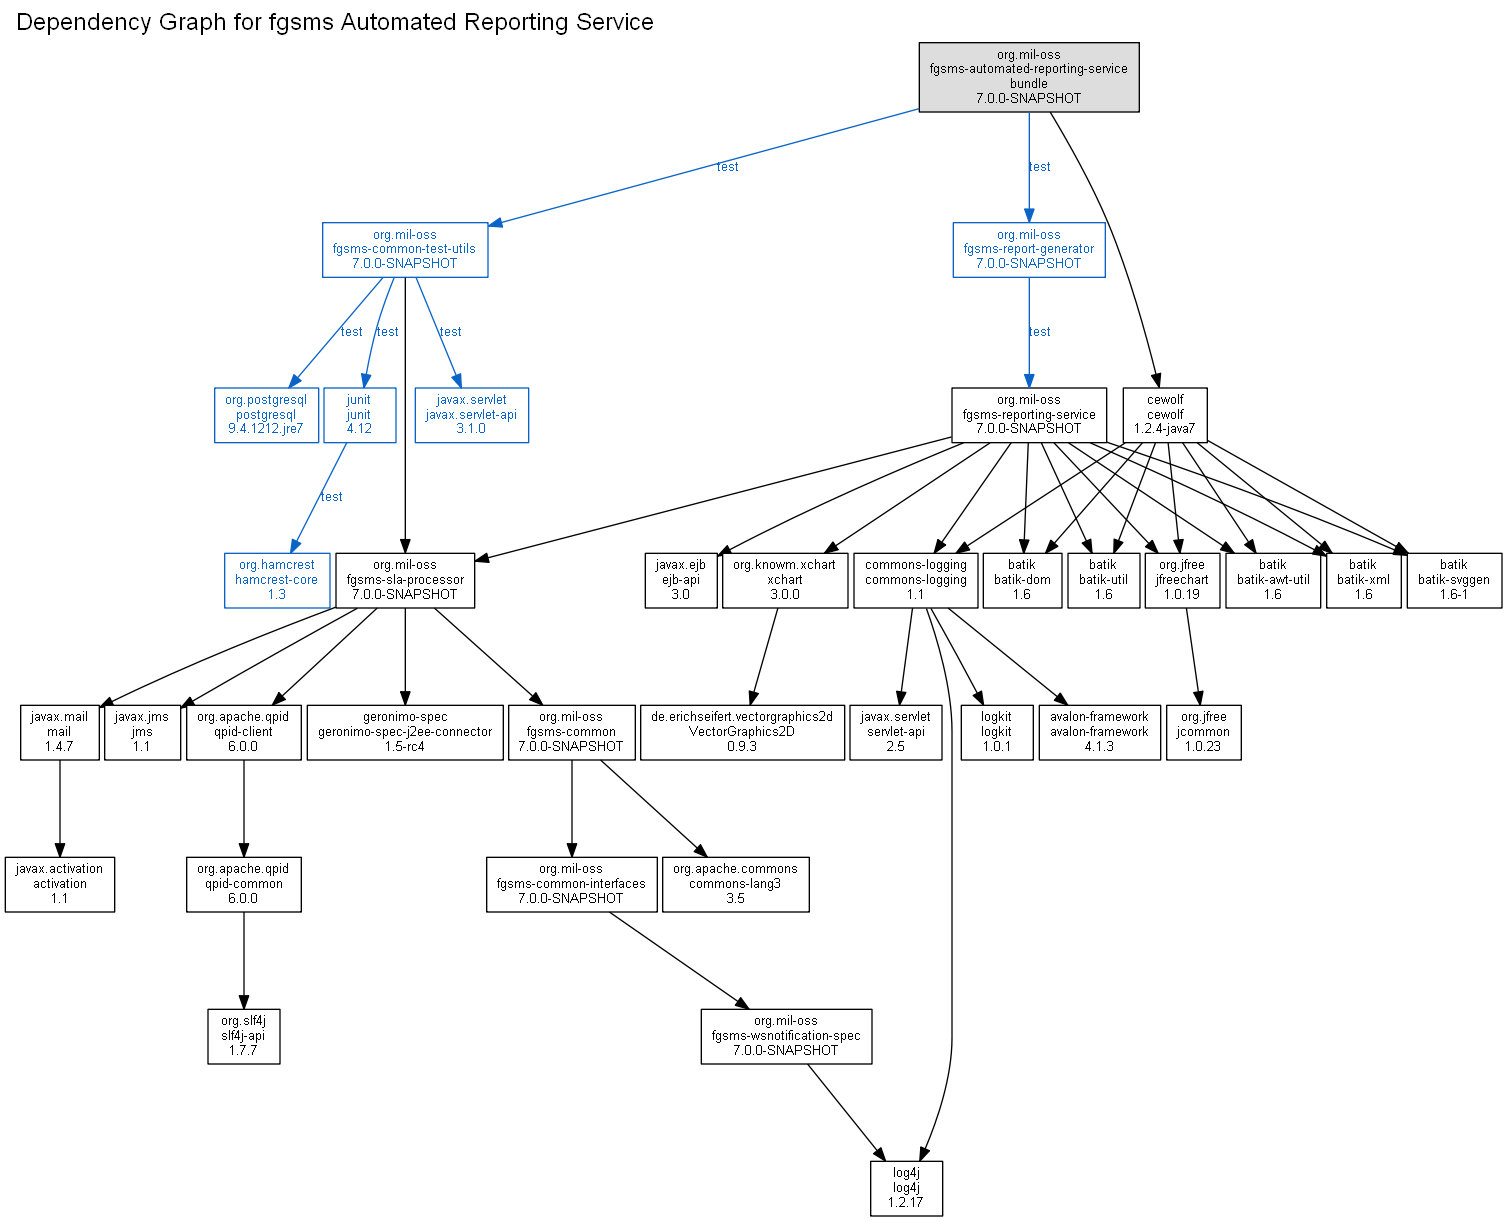 Dependency Graph for fgsms Automated Reporting Service
org.mil-oss
fgsms-automated-reporting-service
bundle
7.0.0-SNAPSHOT
test
test
org.mil-oss
fgsms-common-test-utils
7.0.0-SNAPSHOT
org.mil-oss
fgsms-report-generator
7.0.0-SNAPSHOT
test
test
test
test
org.postgresql
postgresql
9.4.1212.jre7
junit
junit
4.12
javax.servlet
javax.servlet-api
3.1.0
org.mil-oss
fgsms-reporting-service
7.0.0-SNAPSHOT
cewolf
cewolf
1.2.4-java7
test
org.hamcrest
hamcrest-core
1.3
org.mil-oss
fgsms-sla-processor
7.0.0-SNAPSHOT
javax.ejb
ejb-api
3.0
org.knowm.xchart
xchart
3.0.0
commons-logging
commons-logging
1.1
batik
batik-dom
1.6
batik
batik-util
1.6
org.jfree
jfreechart
1.0.19
batik
batik-awt-util
1.6
batik
batik-xml
1.6
batik
batik-svggen
1.6-1
javax.mail
mail
1.4.7
javax.jms
jms
1.1
org.apache.qpid
qpid-client
6.0.0
geronimo-spec
geronimo-spec-j2ee-connector
1.5-rc4
org.mil-oss
fgsms-common
7.0.0-SNAPSHOT
de.erichseifert.vectorgraphics2d
VectorGraphics2D
0.9.3
javax.servlet
servlet-api
2.5
logkit
logkit
1.0.1
avalon-framework
avalon-framework
4.1.3
org.jfree
jcommon
1.0.23
javax.activation
activation
1.1
org.apache.qpid
qpid-common
6.0.0
org.mil-oss
fgsms-common-interfaces
7.0.0-SNAPSHOT
org.apache.commons
commons-lang3
3.5
org.slf4j
slf4j-api
1.7.7
org.mil-oss
fgsms-wsnotification-spec
7.0.0-SNAPSHOT
log4j
log4j
1.2.17